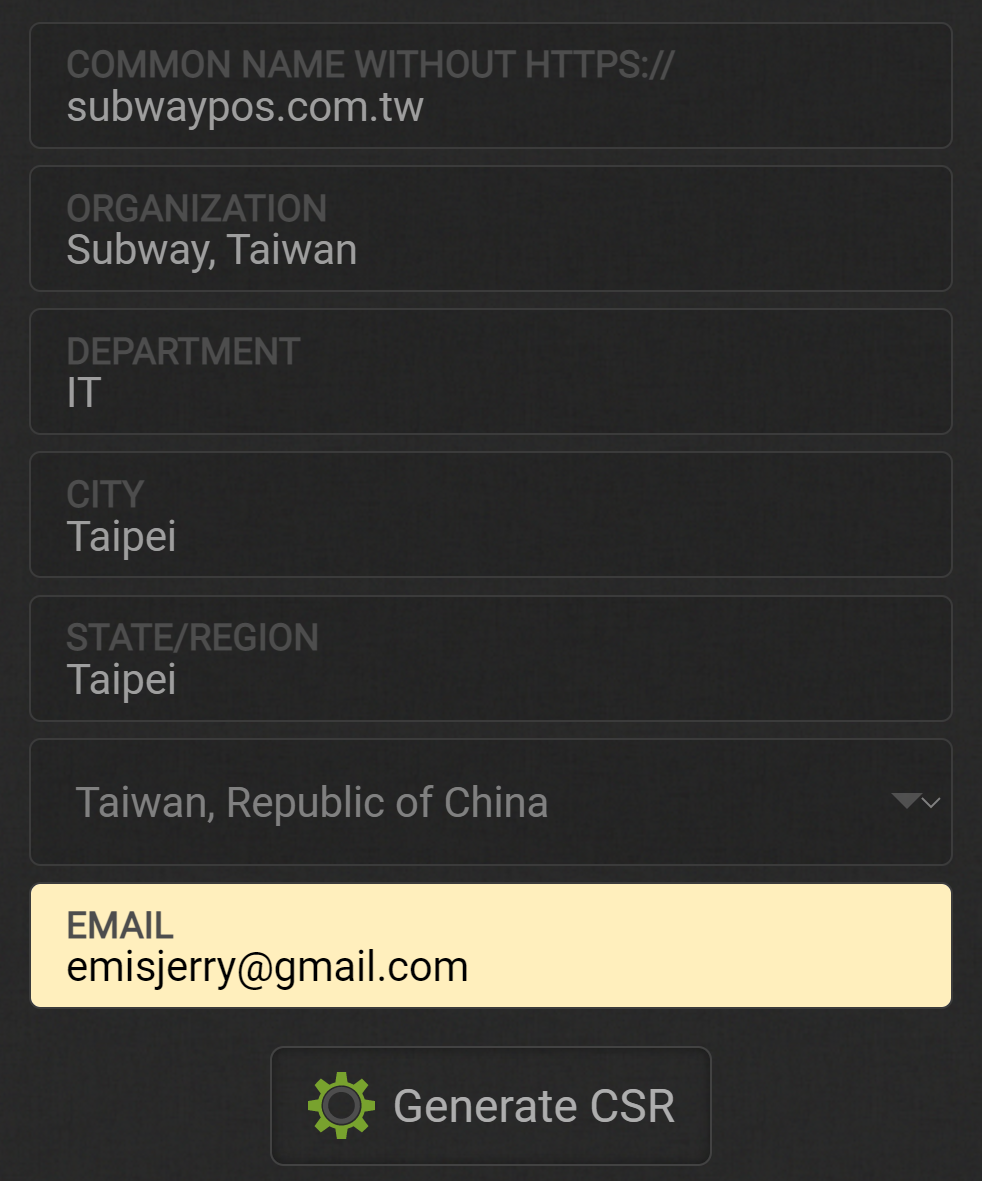 COMMON NAME WITHOUT HTTPS://
subwaypos.com.tw
ORGANIZATION
Subway, Taiwan
DEPARTMENT
IT
CITY
Taipei
STATE/REGION
Taipei
Taiwan, Republic of China
EMAIL
emisjerry@gmail.com
Generate CSR